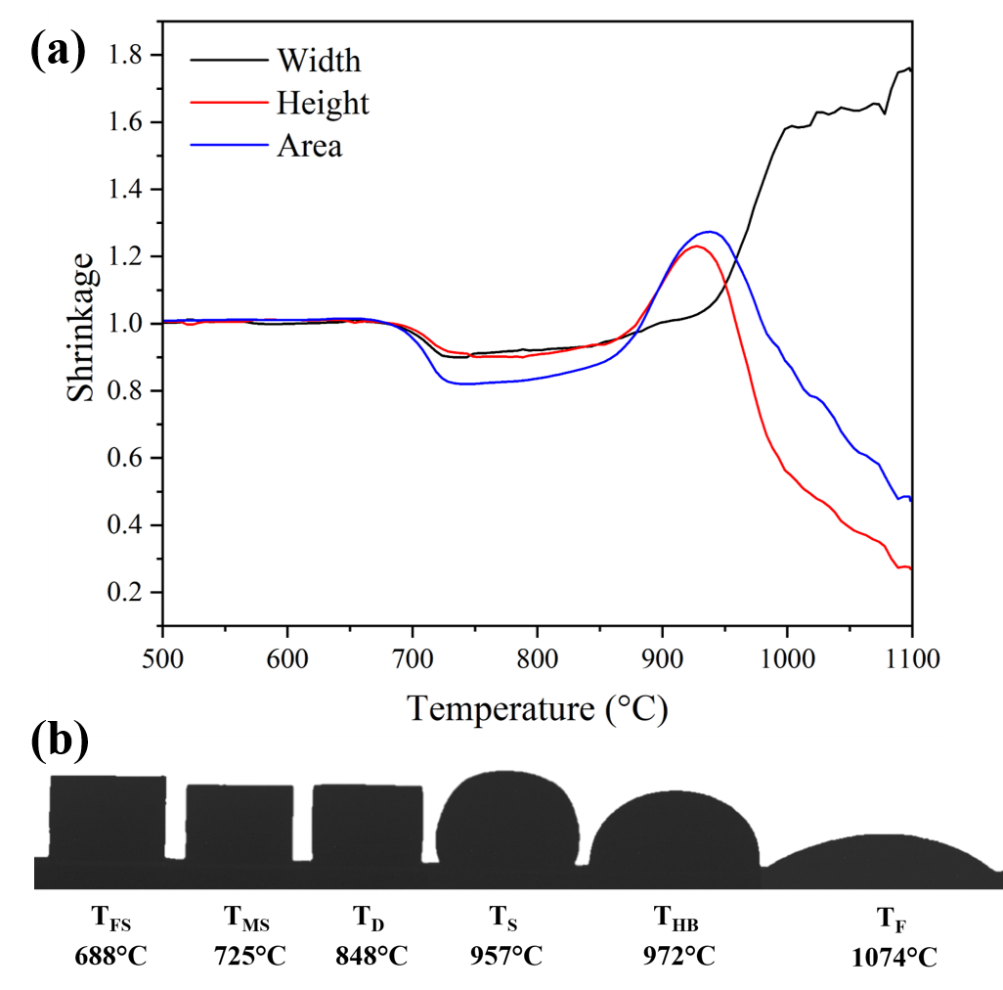 (a)
Width
Height
Area
Shrinkage
1.8
1.6
1.4
1.2
1.0
0.8
0.6
0.4
0.2
500 600 700 800 900 1000 1100
Temperature (°C)
(b)
TFS TMS TD TS THB TF
688°C 725°C 848°C 957°C 972°C 1074°C